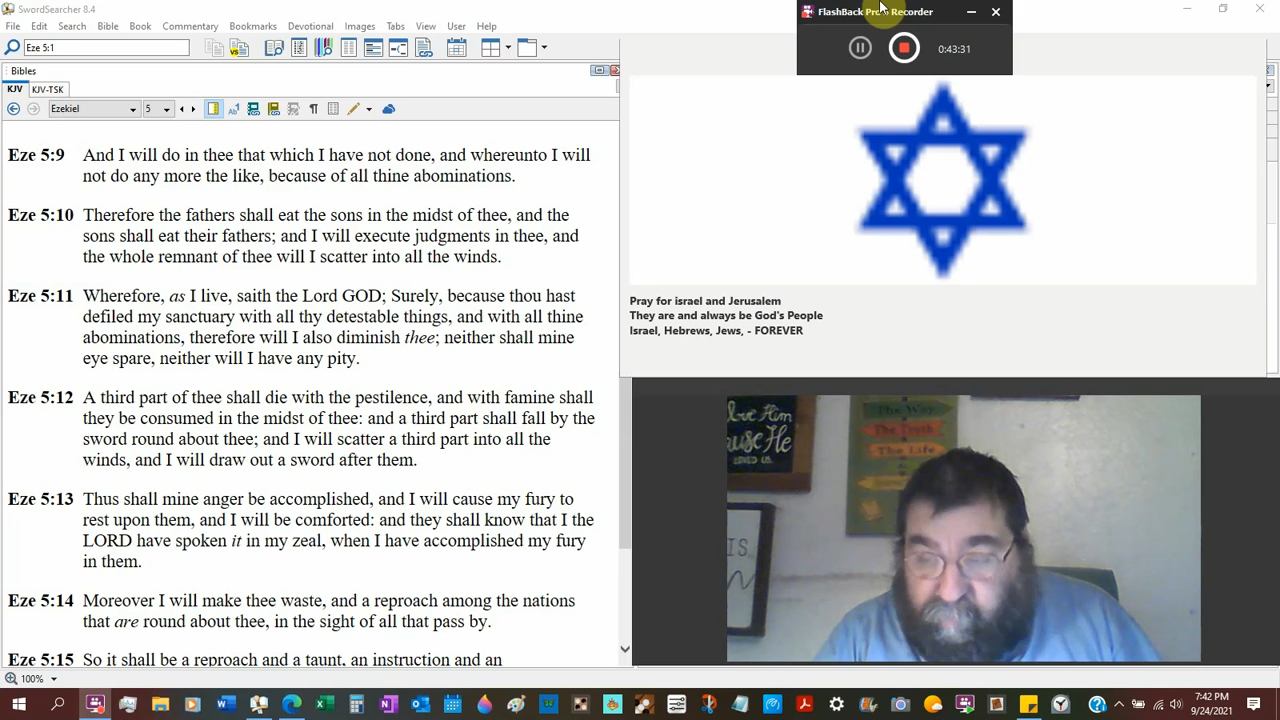 SwordSearcher 8.4
File Edit Search Bible Book Commentary Bookmarks Devotional Images Tabs View User Help
Eze 5:1
Bibles
KJV KJV-TSK
Ezekiel 5
Eze 5:9 And I will do in thee that which I have not done, and whereunto I will
not do any more the like, because of all thine abominations.
Eze 5:10 Therefore the fathers shall eat the sons in the midst of thee, and the
sons shall eat their fathers; and I will execute judgments in thee, and
the whole remnant of thee will I scatter into all the winds.
Eze 5:11 Wherefore, as I live, saith the Lord GOD; Surely, because thou hast
defiled my sanctuary with all thy detestable things, and with all thine
abominations, therefore will I also diminish thee; neither shall mine
eye spare, neither will I have any pity.
Eze 5:12 A third part of thee shall die with the pestilence, and with famine shall
they be consumed in the midst of thee: and a third part shall fall by the
sword round about thee; and I will scatter a third part into all the
winds, and I will draw out a sword after them.
Eze 5:13 Thus shall mine anger be accomplished, and I will cause my fury to
rest upon them, and I will be comforted: and they shall know that I the
LORD have spoken it in my zeal, when I have accomplished my fury
in them.
Eze 5:14 Moreover I will make thee waste, and a reproach among the nations
that are round about thee, in the sight of all that pass by.
Eze 5:15 So it shall be a reproach and a taunt, an instruction and an
100%
FlashBack Pro Recorder
0:43:31
Pray for israel and Jerusalem
They are and always be God's People
Israel, Hebrews, Jews, - FOREVER
love Him
cause He
LOVED US.
The Way
The Truth
The Life
IS
7:42 PM
9/24/2021